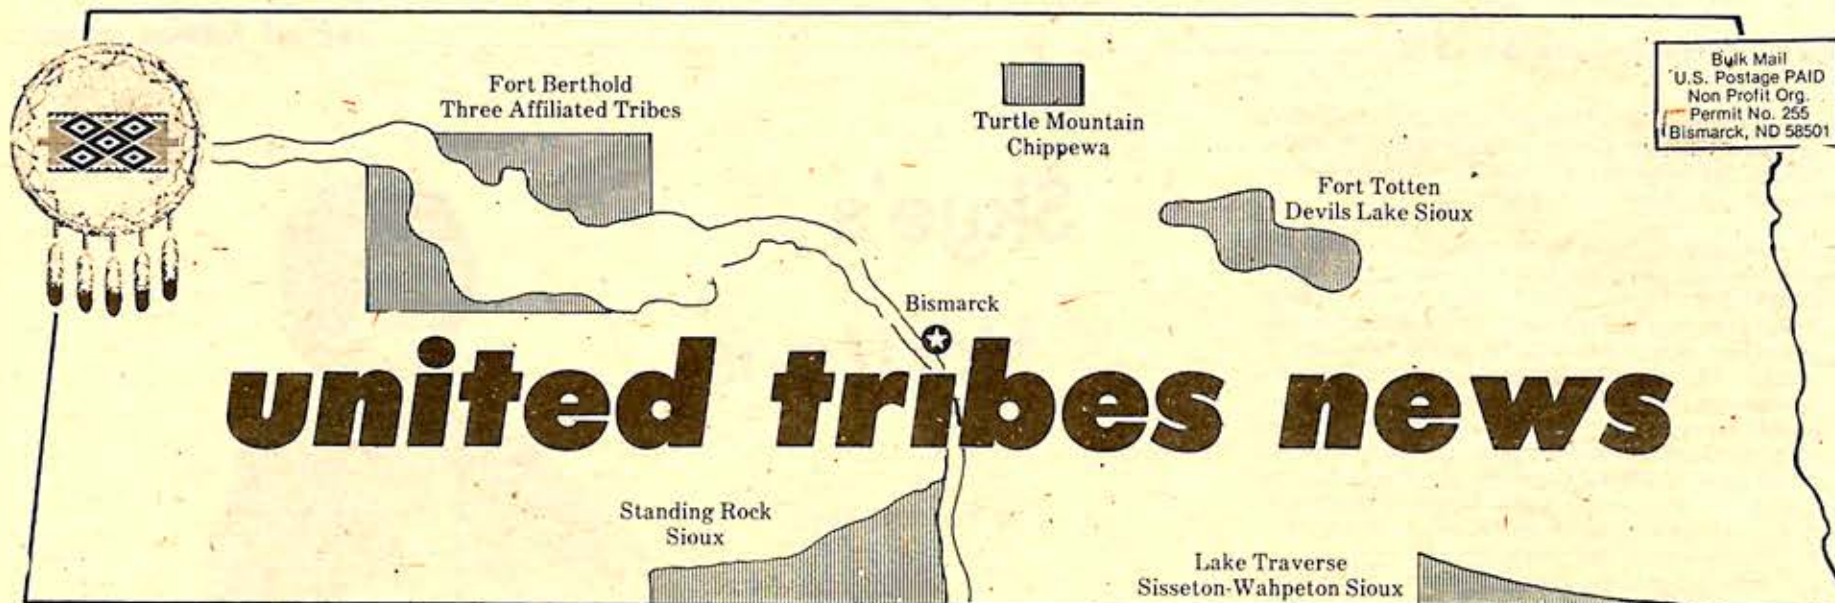 Fort Berthold
Three Affiliated Tribes
Turtle Mountain
Chippewa
Bulk Mail
U.S. Postage PAID
Non Profit Org.
Permit No. 255
Bismarck, ND 58501
Fort Totten
Devils Lake Sioux
Bismarck
united tribes news
Standing Rock
Sioux
Lake Traverse
Sisseton-Wahpeton Sioux